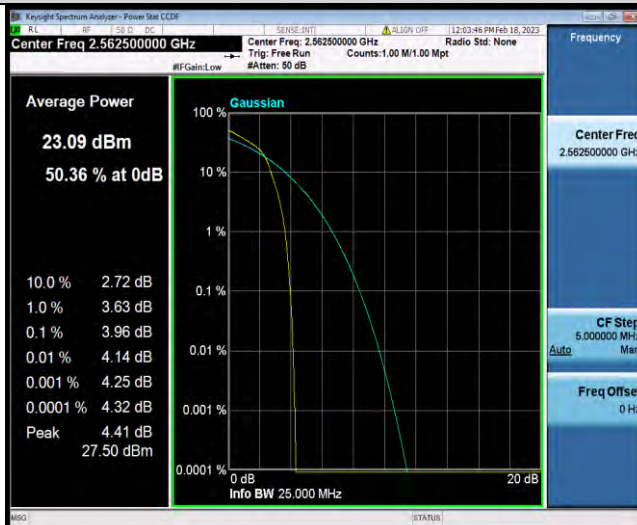 Keysight Spectrum Analyzer - Power Stat CCDF
RL RF 50 Ω DC SENSE:INT ALIGN OFF 12:03:46 PM Feb 18, 2023
Center Freq 2.562500000 GHz
Center Freq: 2.562500000 GHz Radio Std: None
Trig: Free Run Counts:1.00 M/1.00 Mpt
#IFGain:Low #Atten: 50 dB
Frequency
Average Power
23.09 dBm
50.36 % at 0dB
10.0 % 2.72 dB
1.0 % 3.63 dB
0.1 % 3.96 dB
0.01 % 4.14 dB
0.001 % 4.25 dB
0.0001 % 4.32 dB
Peak 4.41 dB
27.50 dBm
Gaussian
100 %
10 %
1 %
0.1 %
0.01 %
0.001 %
0.0001 %
0 dB 20 dB
Info BW 25.000 MHz
Center Freq
2.562500000 GHz
CF Step
5.000000 MHz
Auto Man
Freq Offset
0 Hz
MSG STATUS